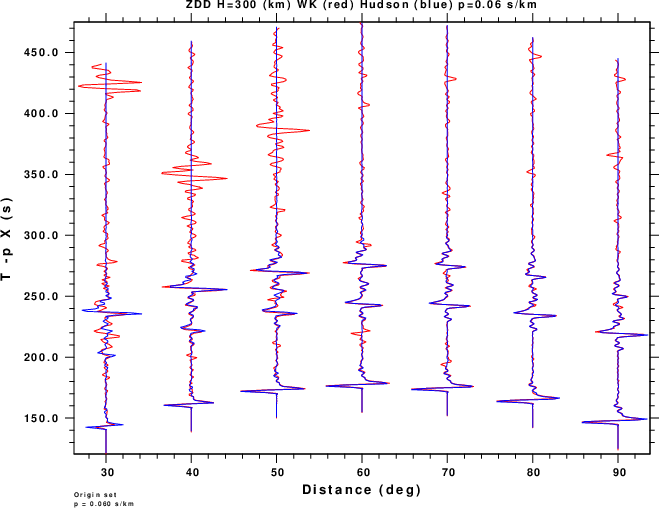 ZDD H=300 (km) WK (red) Hudson (blue) p=0.06 s/km
450.0
400.0
350.0
300.0
250.0
200.0
150.0
T -p X (s)
30 40 50 60 70 80 90
Distance (deg)
Origin set
p = 0.060 s/km